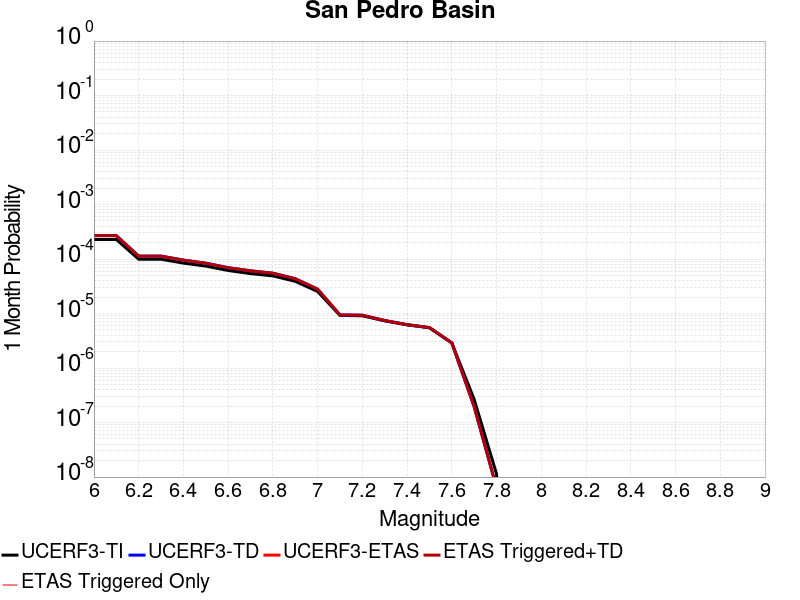 San Pedro Basin
10^0
10^-1
10^-2
10^-3
10^-4
10^-5
10^-6
10^-7
10^-8
1 Month Probability
6 6.2 6.4 6.6 6.8 7 7.2 7.4 7.6 7.8 8 8.2 8.4 8.6 8.8 9
Magnitude
UCERF3-TI UCERF3-TD UCERF3-ETAS ETAS Triggered+TD
ETAS Triggered Only